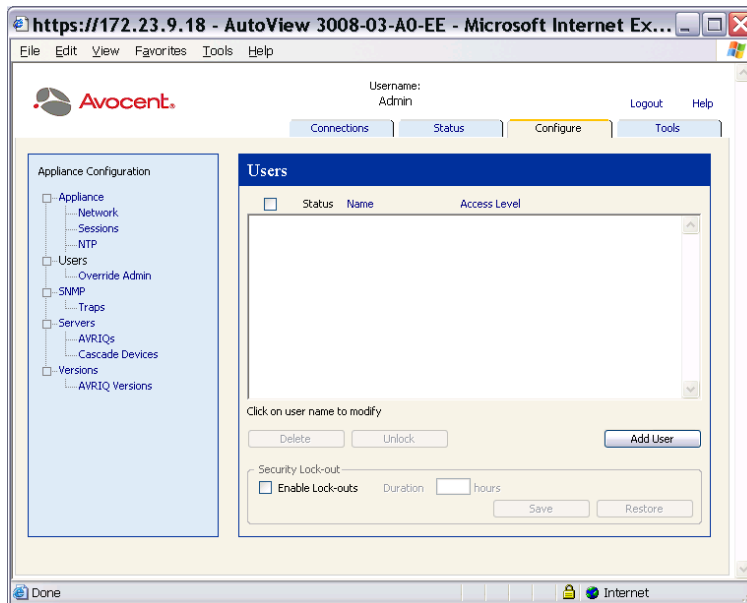 https://172.23.9.18 - AutoView 3008-03-A0-EE - Microsoft Internet Ex...
File Edit View Favorites Tools Help
Avocent.
Username:
Admin
Logout Help
Connections Status Configure Tools
Appliance Configuration
Appliance
Network
Sessions
NTP
Users
Override Admin
SNMP
Traps
Servers
AVRIQs
Cascade Devices
Versions
AVRIQ Versions
Users
Status Name Access Level
Click on user name to modify
Delete Unlock Add User
Security Lock-out
Enable Lock-outs Duration hours
Save Restore
Done Internet